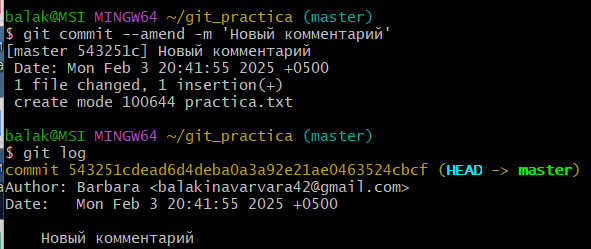 balak@MSI MINGW64 ~/git_practica (master)
$ git commit --amend -m 'Новый комментарий'
[master 543251c] Новый комментарий
 Date: Mon Feb 3 20:41:55 2025 +0500
 1 file changed, 1 insertion(+)
 create mode 100644 practica.txt
balak@MSI MINGW64 ~/git_practica (master)
$ git log
commit 543251cdead6d4deba0a3a92e21ae0463524cbcf (HEAD -> master)
Author: Barbara <balakinavarvara42@gmail.com>
Date:   Mon Feb 3 20:41:55 2025 +0500
    Новый комментарий